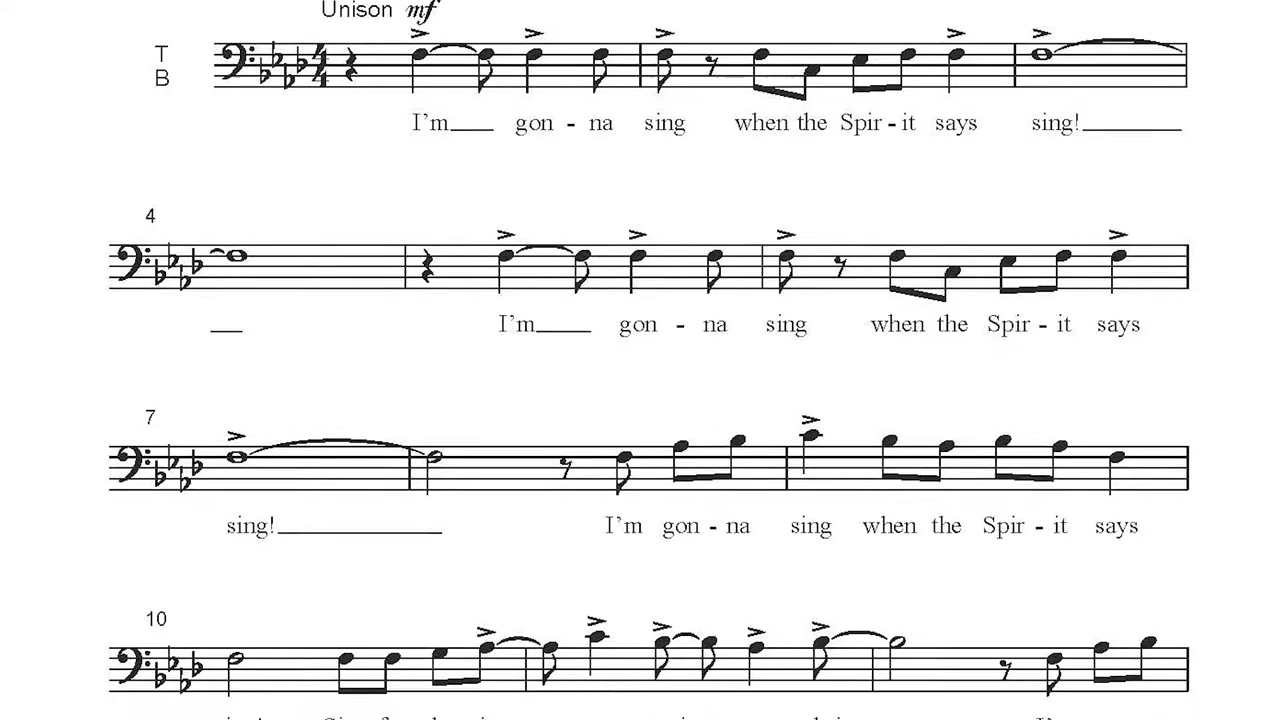 Unison mf
T
B
I'm gon - na sing when the Spir - it says sing!
4
I'm gon - na sing when the Spir - it says
7
sing! I'm gon - na sing when the Spir - it says
10